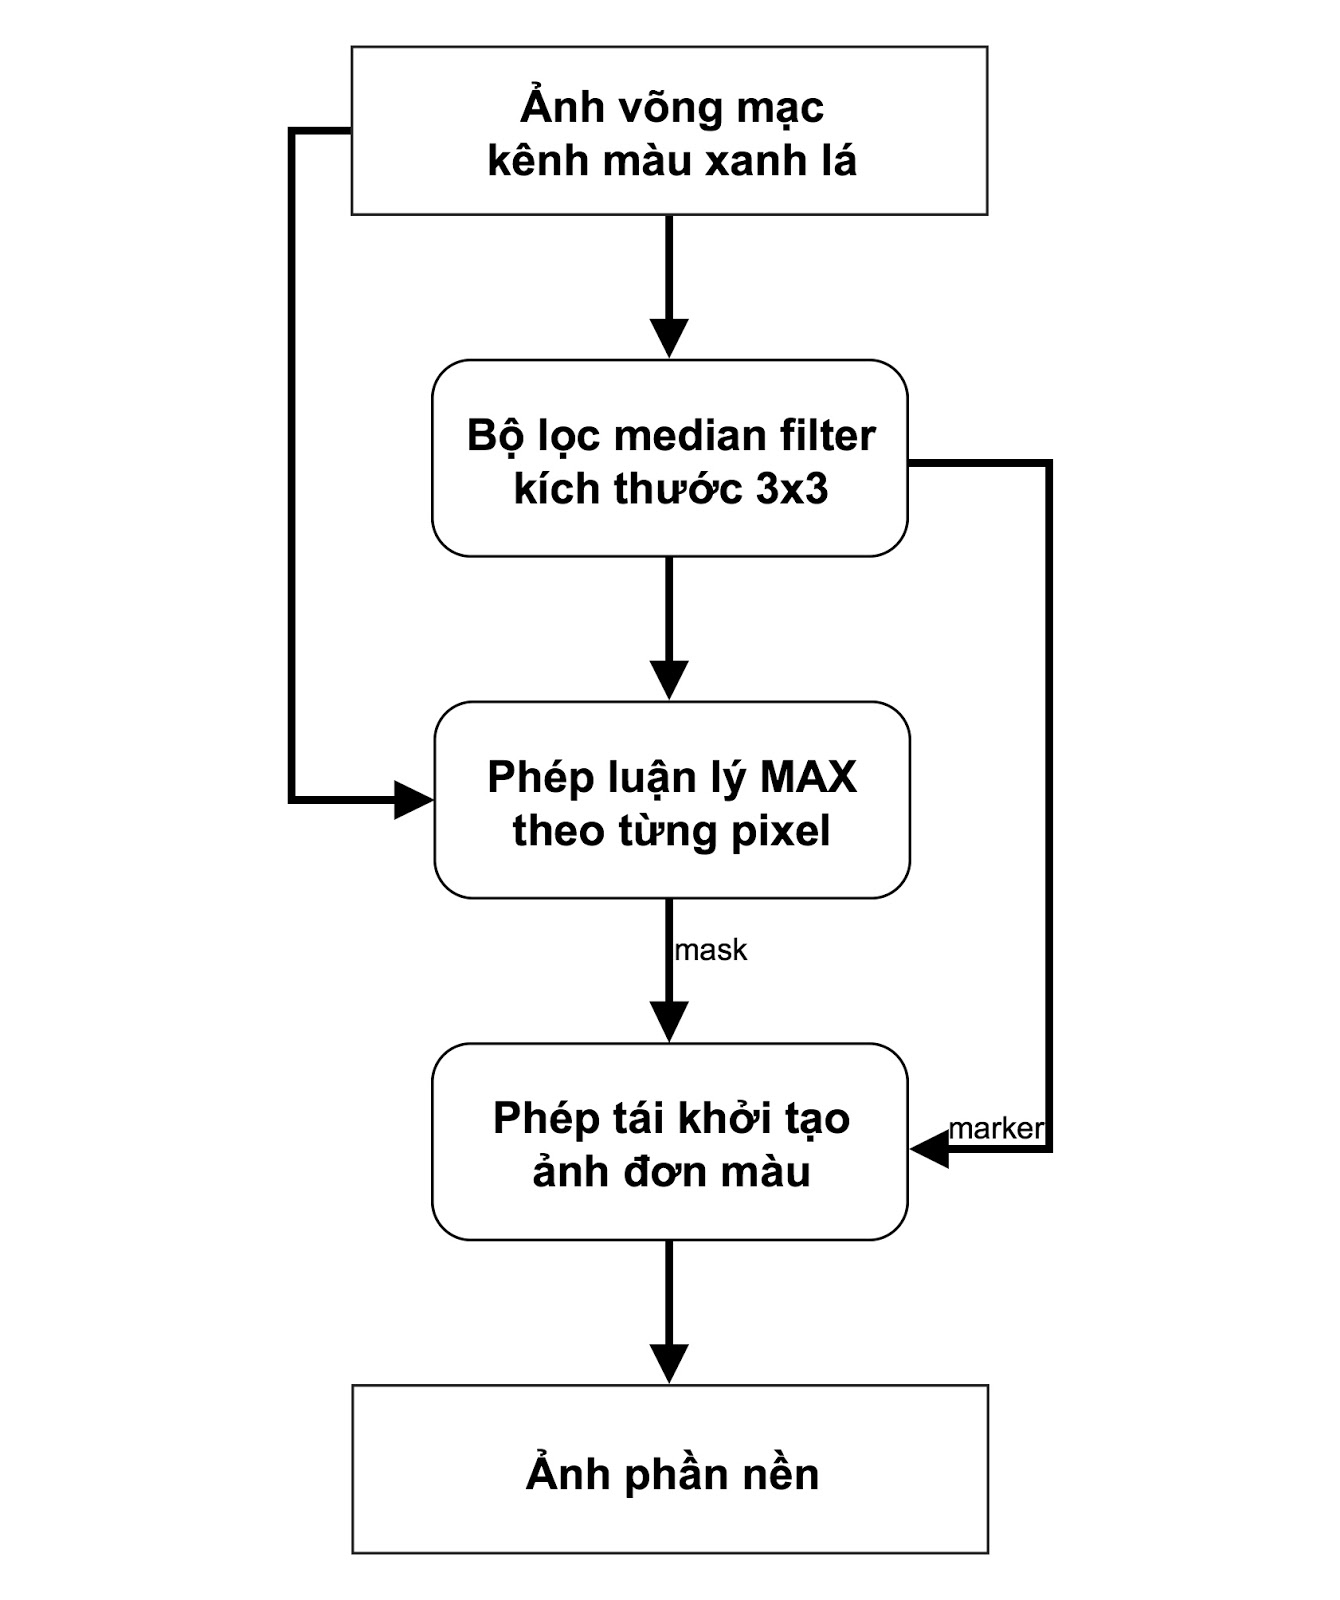 Ảnh võng mạc
kênh màu xanh lá
Bộ lọc median filter
kích thước 3x3
Phép luận lý MAX
theo từng pixel
mask
Phép tái khởi tạo
ảnh đơn màu
marker
Ảnh phần nền